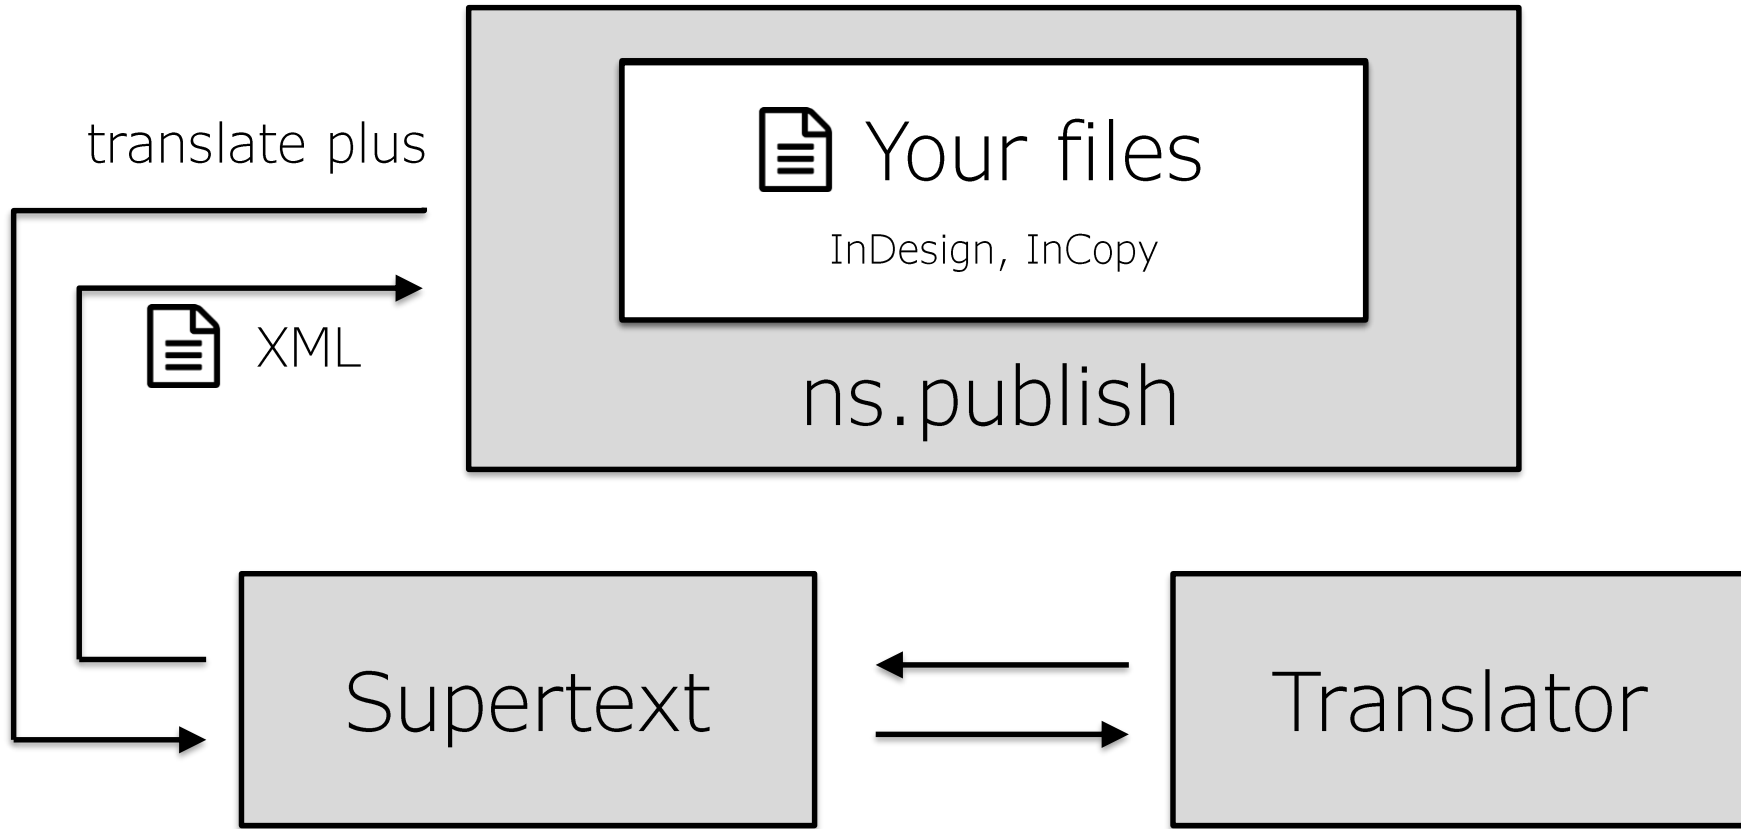 translate plus
Your files
InDesign, InCopy
XML
ns.publish
Supertext
Translator